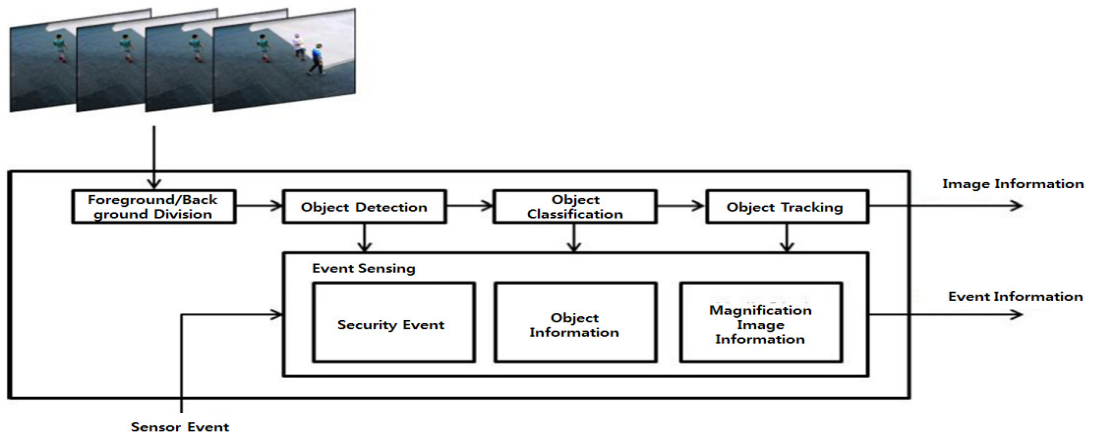 Image Information
Foreground/Back
ground Division
Object Detection
Object
Classification
Object Tracking
Event Sensing
Event Information
Security Event
Object
Information
Magnification
Image
Information
Sensor Event